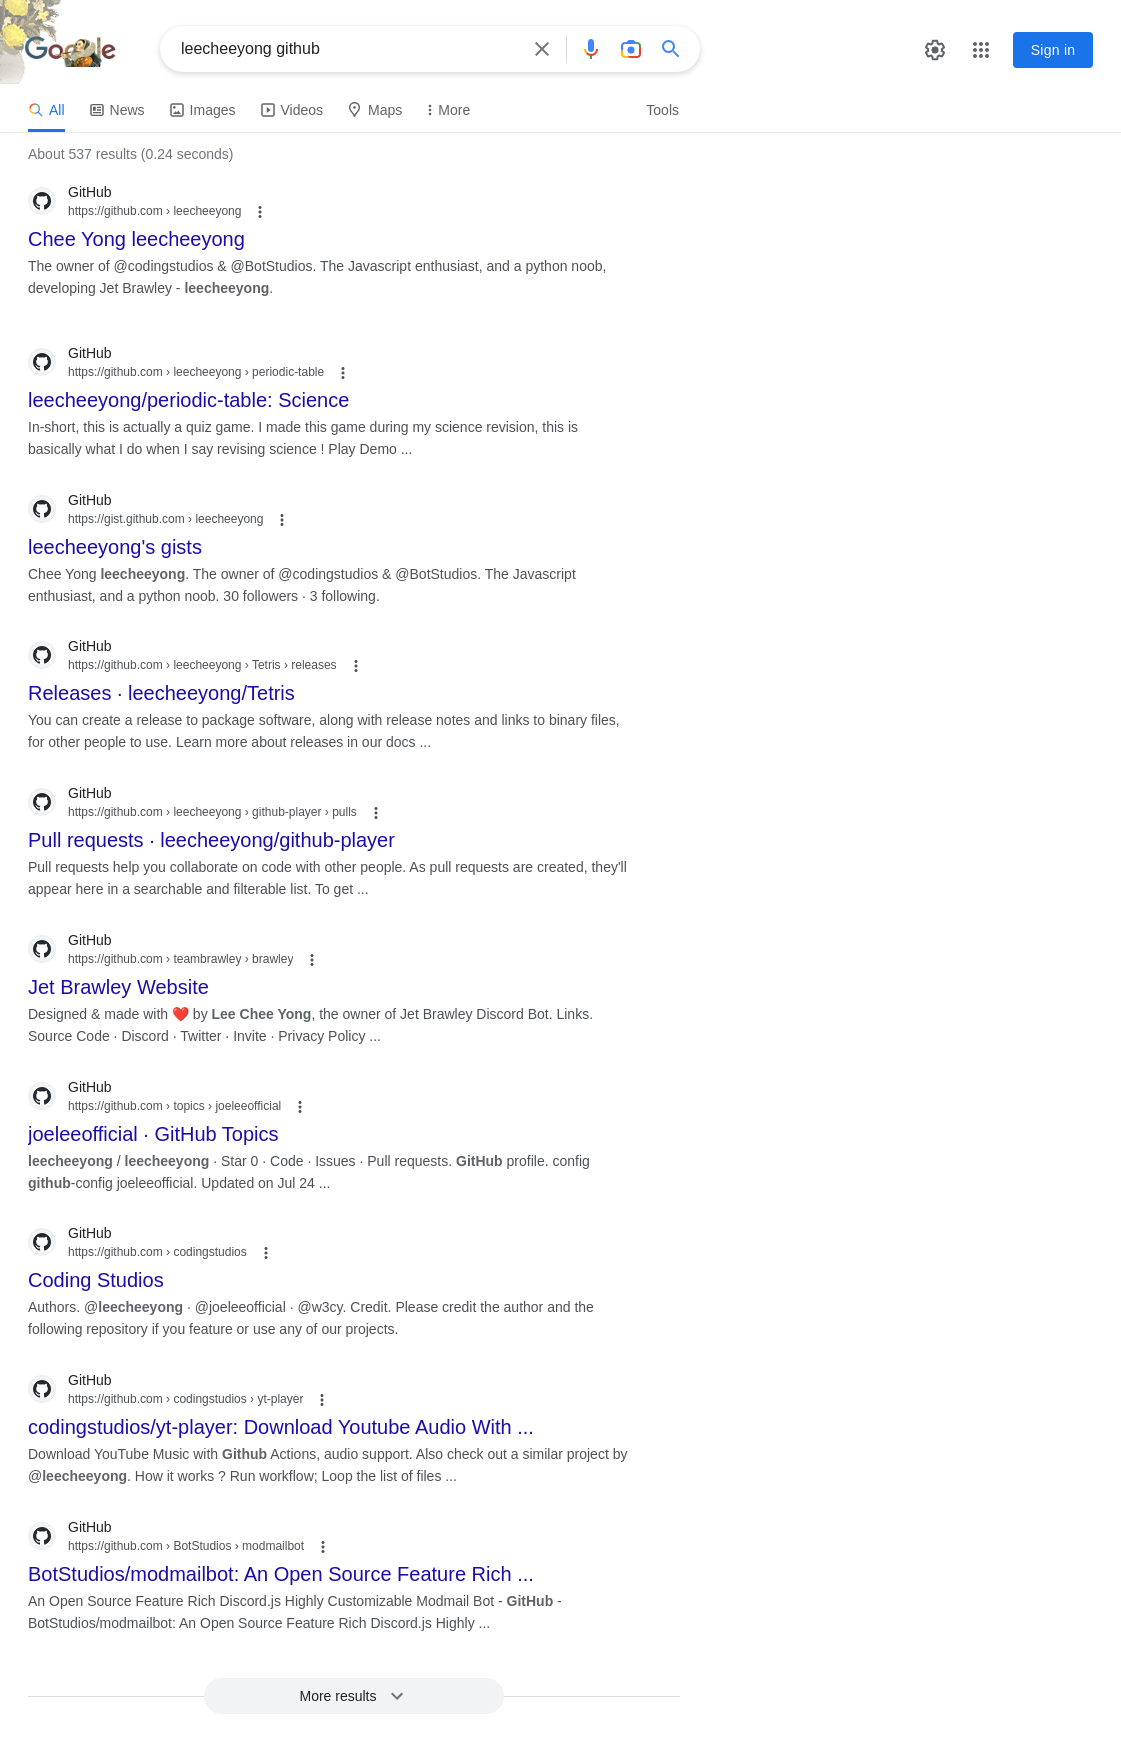 Google
leecheeyong github
Sign in
All
News
Images
Videos
Maps
More
Tools
About 537 results (0.24 seconds)
GitHub
https://github.com › leecheeyong
Chee Yong leecheeyong
The owner of @codingstudios & @BotStudios. The Javascript enthusiast, and a python noob,
developing Jet Brawley - leecheeyong.
GitHub
https://github.com › leecheeyong › periodic-table
leecheeyong/periodic-table: Science
In-short, this is actually a quiz game. I made this game during my science revision, this is
basically what I do when I say revising science ! Play Demo ...
GitHub
https://gist.github.com › leecheeyong
leecheeyong's gists
Chee Yong leecheeyong. The owner of @codingstudios & @BotStudios. The Javascript
enthusiast, and a python noob. 30 followers · 3 following.
GitHub
https://github.com › leecheeyong › Tetris › releases
Releases · leecheeyong/Tetris
You can create a release to package software, along with release notes and links to binary files,
for other people to use. Learn more about releases in our docs ...
GitHub
https://github.com › leecheeyong › github-player › pulls
Pull requests · leecheeyong/github-player
Pull requests help you collaborate on code with other people. As pull requests are created, they'll
appear here in a searchable and filterable list. To get ...
GitHub
https://github.com › teambrawley › brawley
Jet Brawley Website
Designed & made with ❤️ by Lee Chee Yong, the owner of Jet Brawley Discord Bot. Links.
Source Code · Discord · Twitter · Invite · Privacy Policy ...
GitHub
https://github.com › topics › joeleeofficial
joeleeofficial · GitHub Topics
leecheeyong / leecheeyong · Star 0 · Code · Issues · Pull requests. GitHub profile. config
github-config joeleeofficial. Updated on Jul 24 ...
GitHub
https://github.com › codingstudios
Coding Studios
Authors. @leecheeyong · @joeleeofficial · @w3cy. Credit. Please credit the author and the
following repository if you feature or use any of our projects.
GitHub
https://github.com › codingstudios › yt-player
codingstudios/yt-player: Download Youtube Audio With ...
Download YouTube Music with Github Actions, audio support. Also check out a similar project by
@leecheeyong. How it works ? Run workflow; Loop the list of files ...
GitHub
https://github.com › BotStudios › modmailbot
BotStudios/modmailbot: An Open Source Feature Rich ...
An Open Source Feature Rich Discord.js Highly Customizable Modmail Bot - GitHub -
BotStudios/modmailbot: An Open Source Feature Rich Discord.js Highly ...
More results